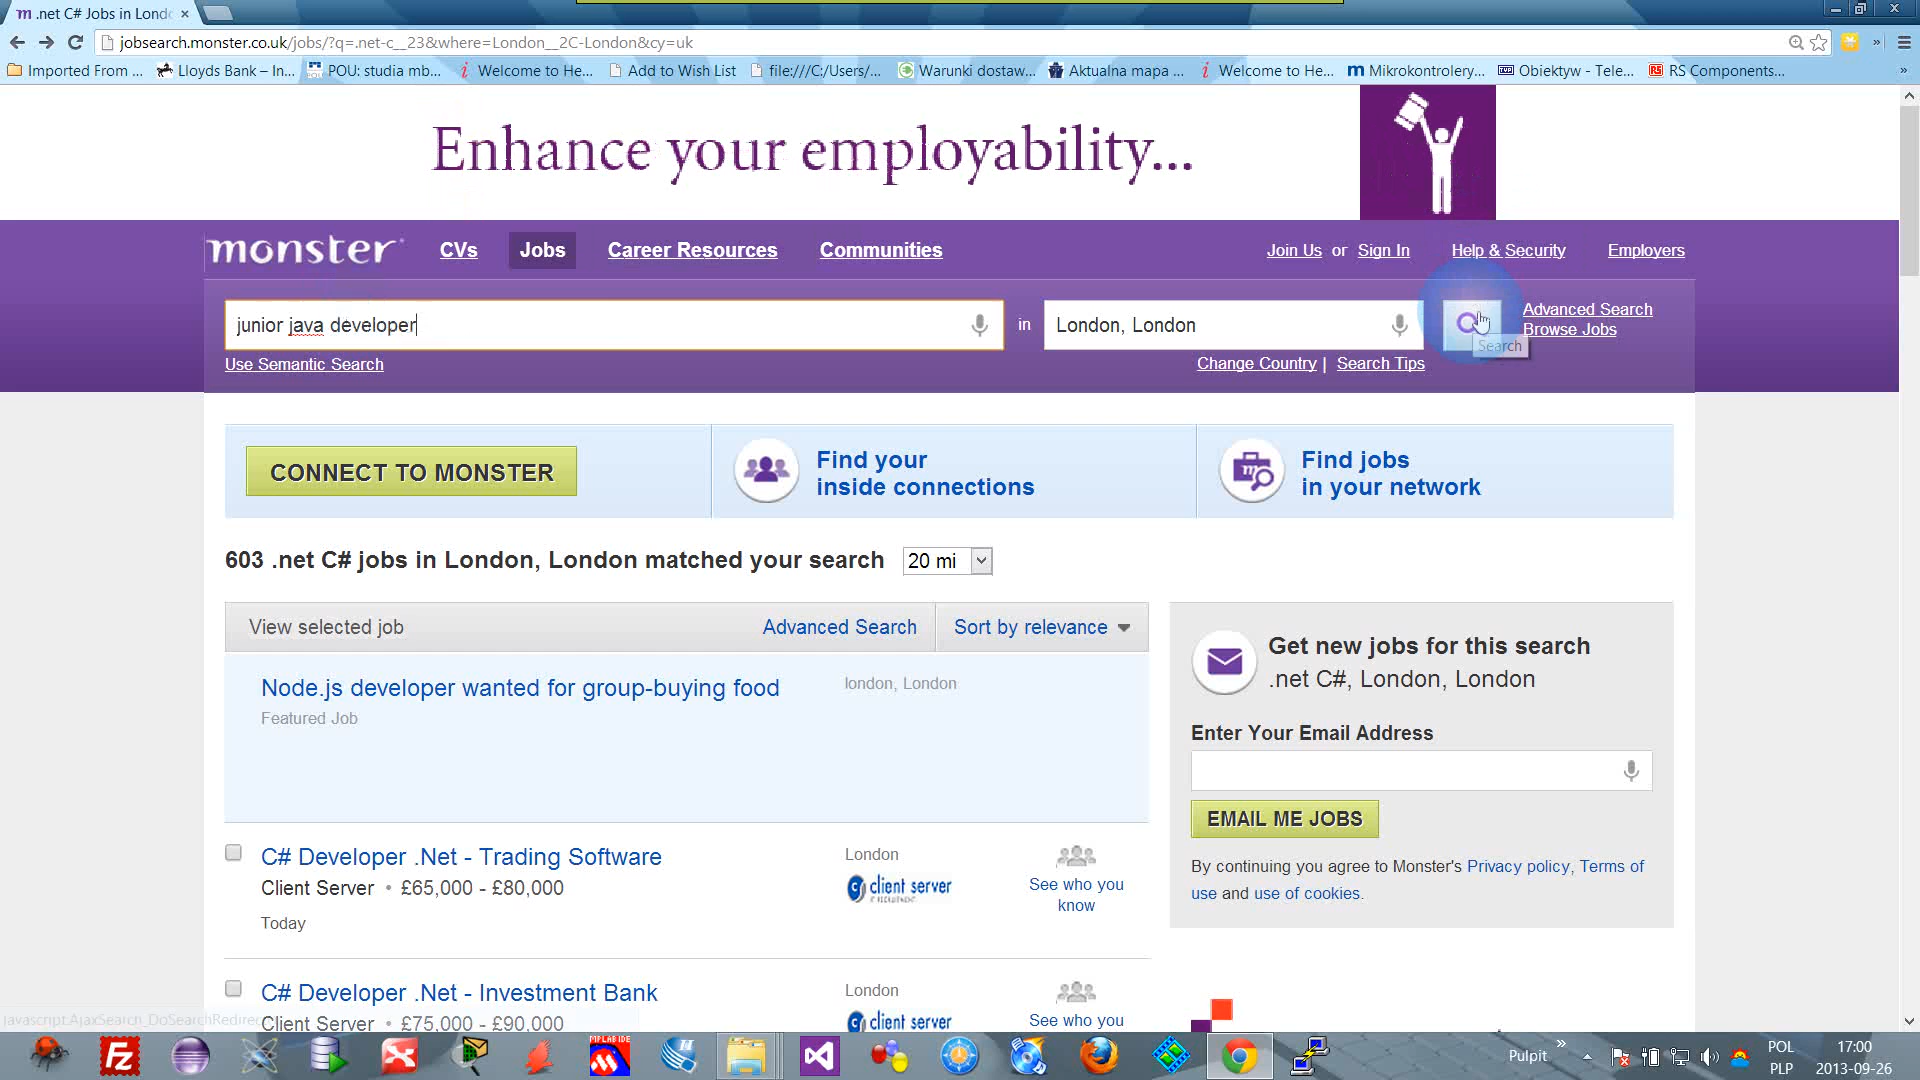 m .net C# Jobs in Lond
jobsearch.monster.co.uk/jobs/?q=.net-c__23&where=London__2C-London&cy=uk
Imported From ... Lloyds Bank – In... POU: studia mb... Welcome to He... Add to Wish List file:///C:/Users/... Warunki dostaw... Aktualna mapa ... Welcome to He... Mikrokontrolery... Obiektyw - Tele... RS Components...
Enhance your employability...
monster CVs Jobs Career Resources Communities Join Us or Sign In Help & Security Employers
junior java developer in London, London Advanced Search
Browse Jobs
Search
Use Semantic Search Change Country | Search Tips
CONNECT TO MONSTER Find your
inside connections
Find jobs
in your network
603 .net C# jobs in London, London matched your search 20 mi
View selected job Advanced Search Sort by relevance
Node.js developer wanted for group-buying food london, London
Featured Job
C# Developer .Net - Trading Software London
Client Server • £65,000 - £80,000 client server See who you
know
Today
C# Developer .Net - Investment Bank London
Client Server • £75,000 - £90,000 client server See who you
Get new jobs for this search
.net C#, London, London
Enter Your Email Address
EMAIL ME JOBS
By continuing you agree to Monster's Privacy policy, Terms of
use and use of cookies.
javascript:AjaxSearch_DoSearchRedirec
MPLAB IDE
Pulpit POL 17:00
PLP 2013-09-26